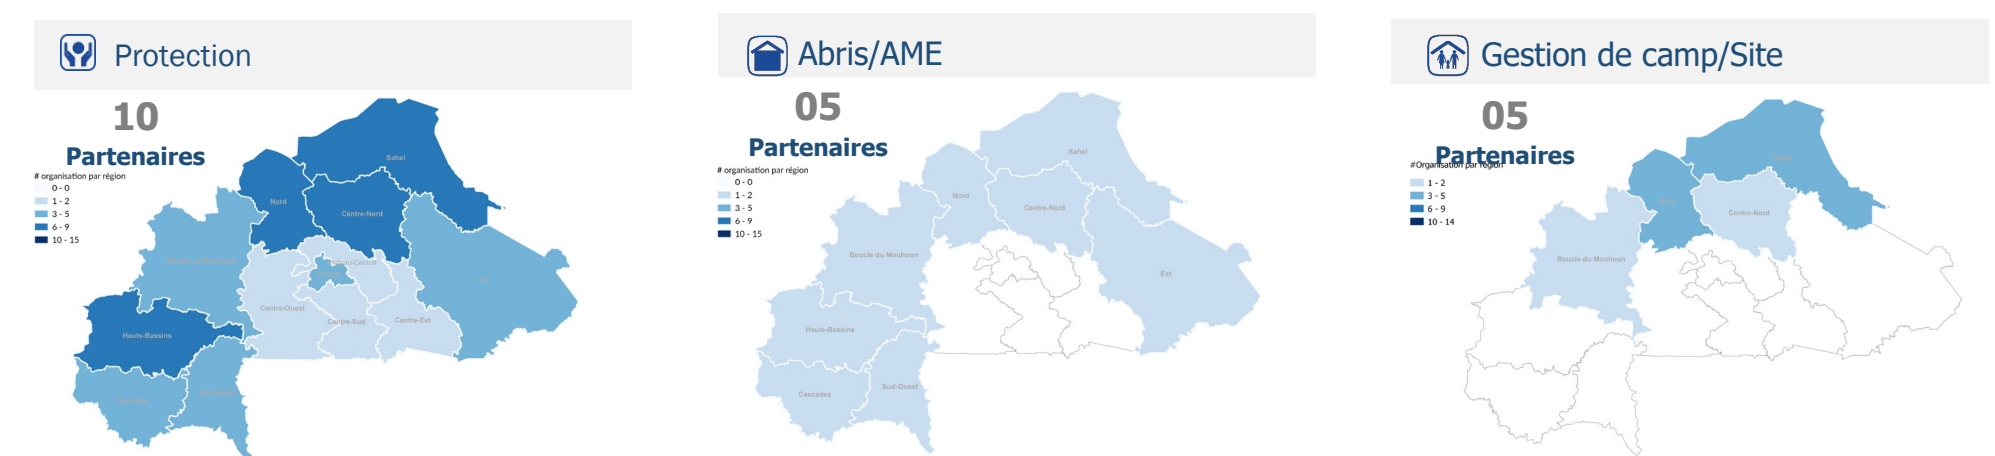 Protection
10
Partenaires
# organisation par région
0 - 0
1 - 2
3 - 5
6 - 9
10 - 15
Sahel
Nord
Centre-Nord
Centre-Ouest
Centre-Sud
Centre-Est
Hauts-Bassins
Abris/AME
05
Partenaires
# organisation par région
0 - 0
1 - 2
3 - 5
6 - 9
10 - 15
Sahel
Nord
Centre-Nord
Boucle du Mouhoun
Est
Hauts-Bassins
Sud-Ouest
Cascades
Gestion de camp/Site
05
Partenaires
#Organisation par région
1 - 2
3 - 5
6 - 9
10 - 14
Centre-Nord
Boucle du Mouhoun